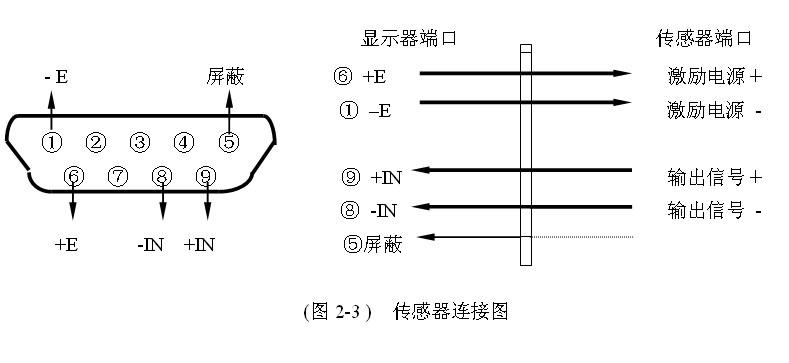 显示器端口 传感器端口
- E 屏蔽 ⑥ +E 激励电源＋
① –E 激励电源 -
① ② ③ ④ ⑤
⑥ ⑦ ⑧ ⑨ ⑨ +IN 输出信号＋
⑧ -IN 输出信号 -
+E -IN +IN ⑤屏蔽
(图 2-3 ) 传感器连接图